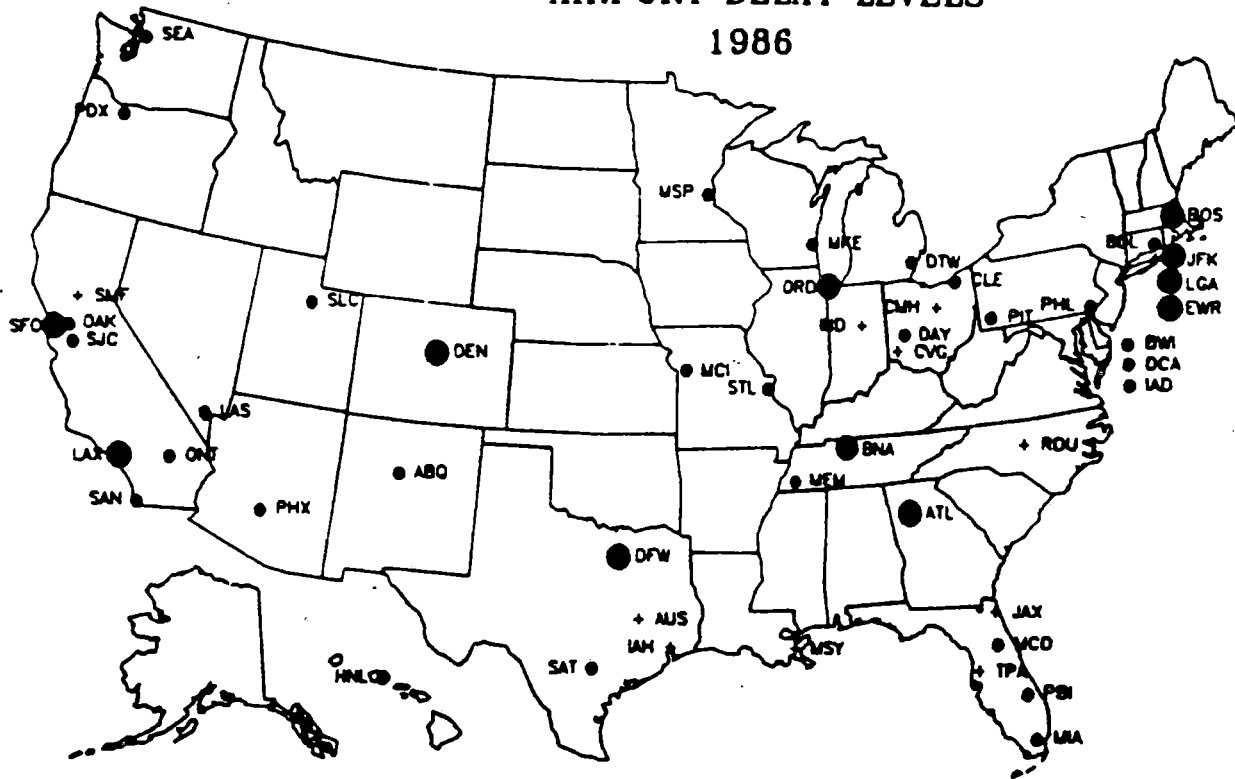 1986
SEA
PDX
MSP
MKE
DTW
BOS
BDL
JFK
CLE
LGA
ORD
EWR
SMF
SLC
CMH
PIT
PHL
SFO
OAK
IND
DAY
BWI
SJC
CVG
DCA
DEN
MCI
STL
IAD
LAS
LAX
ONT
ABQ
BNA
RDU
MEM
SAN
PHX
ATL
DFW
AUS
JAX
IAH
MSY
MCO
SAT
TPA
HNL
PBI
MIA